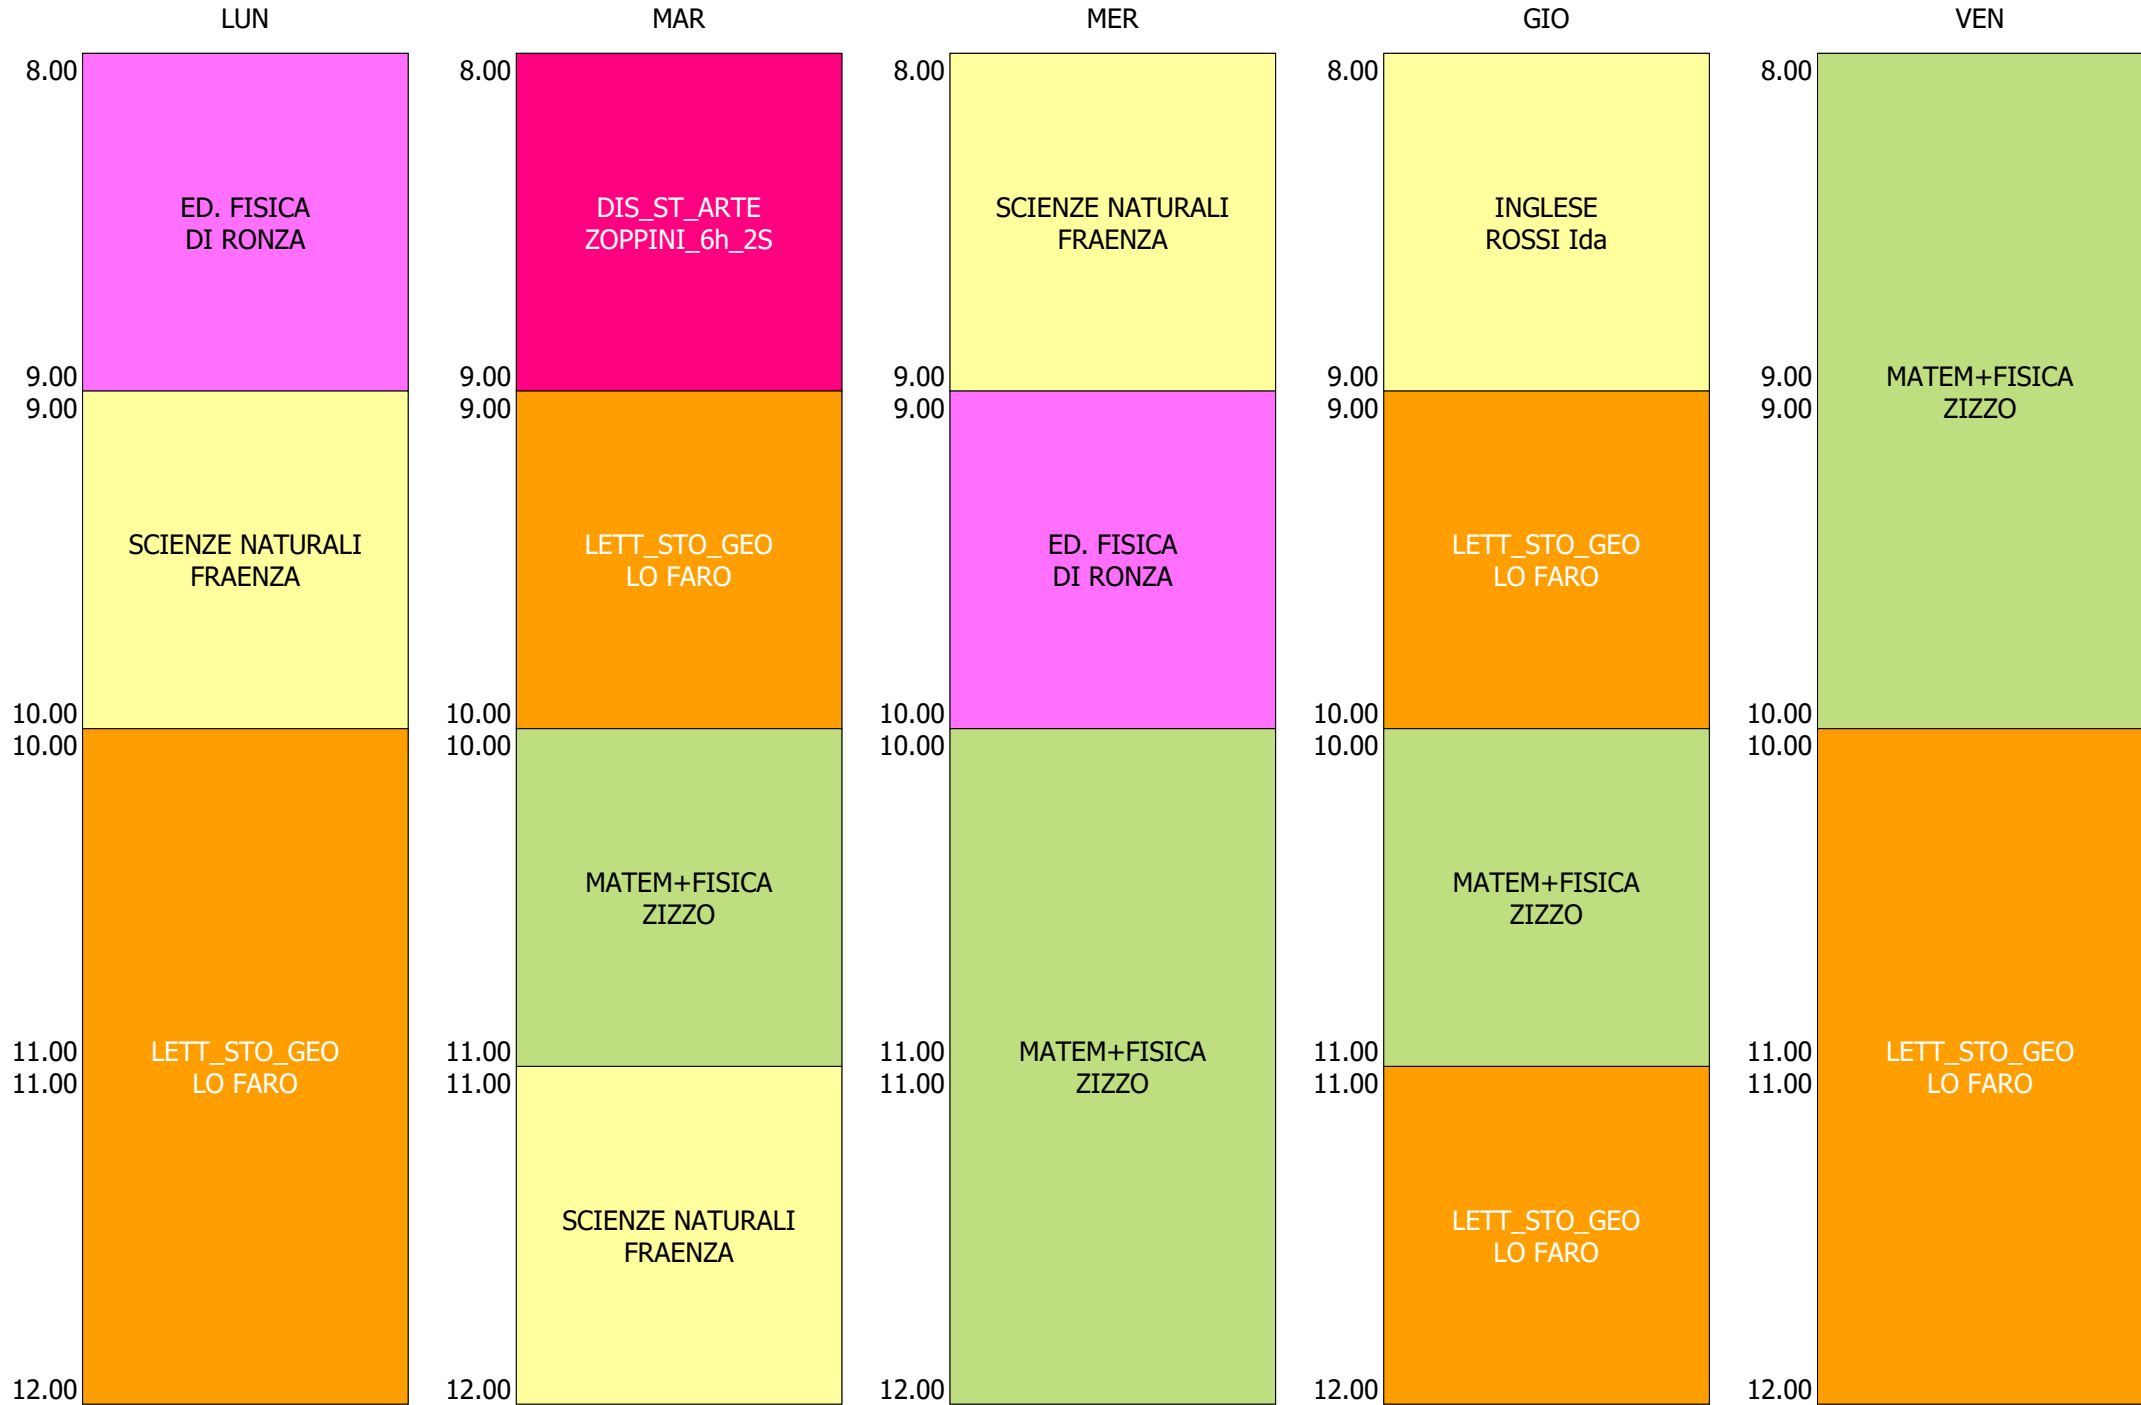 LUN
8.00
ED. FISICA
DI RONZA
9.00
9.00
SCIENZE NATURALI
FRAENZA
10.00
10.00
LETT_STO_GEO
LO FARO
11.00
11.00
12.00
MAR
8.00
DIS_ST_ARTE
ZOPPINI_6h_2S
9.00
9.00
LETT_STO_GEO
LO FARO
10.00
10.00
MATEM+FISICA
ZIZZO
11.00
11.00
SCIENZE NATURALI
FRAENZA
12.00
MER
8.00
SCIENZE NATURALI
FRAENZA
9.00
9.00
ED. FISICA
DI RONZA
10.00
10.00
MATEM+FISICA
ZIZZO
11.00
11.00
12.00
GIO
8.00
INGLESE
ROSSI Ida
9.00
9.00
LETT_STO_GEO
LO FARO
10.00
10.00
MATEM+FISICA
ZIZZO
11.00
11.00
LETT_STO_GEO
LO FARO
12.00
VEN
8.00
MATEM+FISICA
ZIZZO
9.00
9.00
10.00
10.00
LETT_STO_GEO
LO FARO
11.00
11.00
12.00